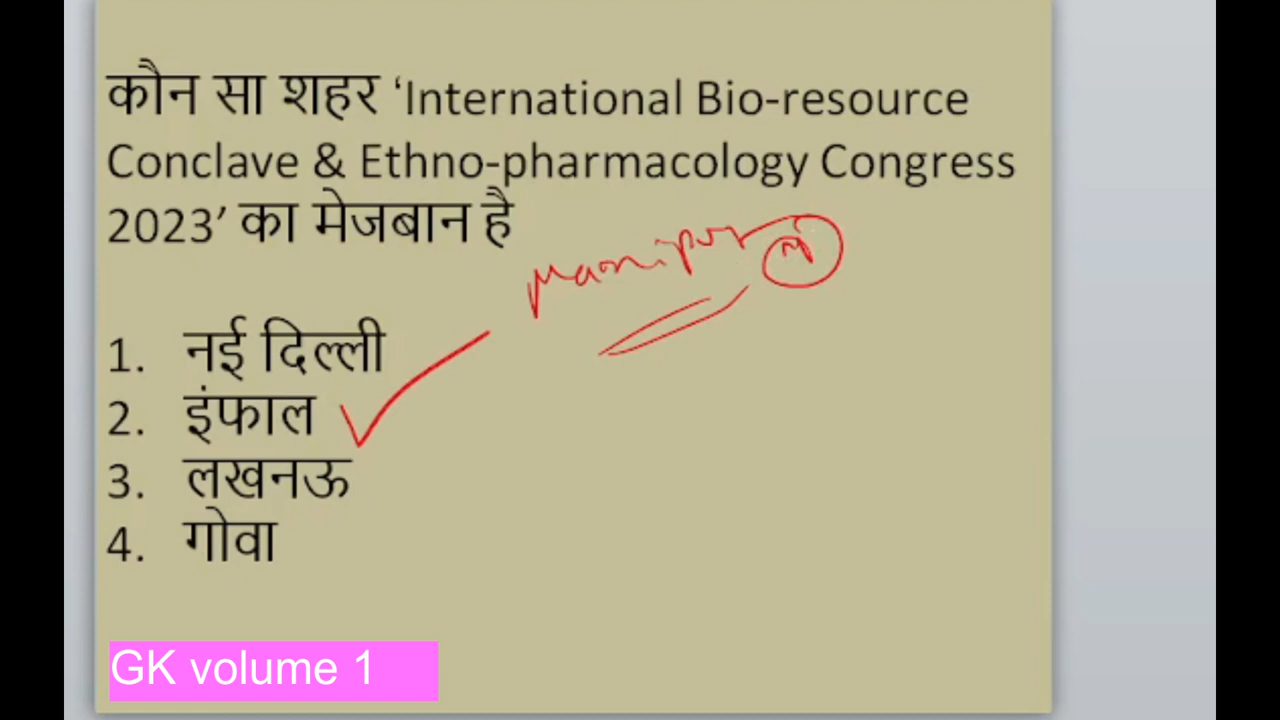 कौन सा शहर ‘International Bio-resource
Conclave & Ethno-pharmacology Congress
2023’ का मेजबान है
Manipur
1. नई दिल्ली
2. इंफाल
3. लखनऊ
4. गोवा
GK volume 1